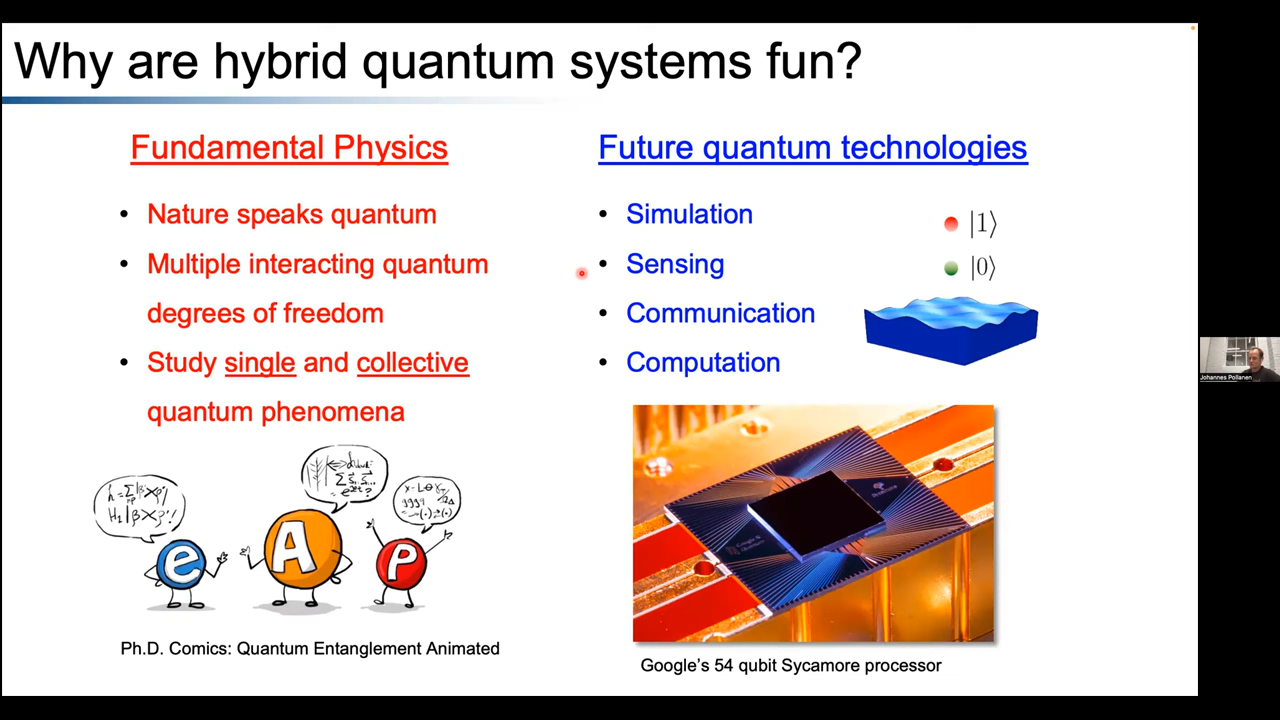 Why are hybrid quantum systems fun?
Fundamental Physics
• Nature speaks quantum
• Multiple interacting quantum
degrees of freedom
• Study single and collective
quantum phenomena
e
A
P
Ph.D. Comics: Quantum Entanglement Animated
Future quantum technologies
• Simulation
• Sensing
• Communication
• Computation
|1⟩
|0⟩
Google's 54 qubit Sycamore processor
Johannes Pollanen